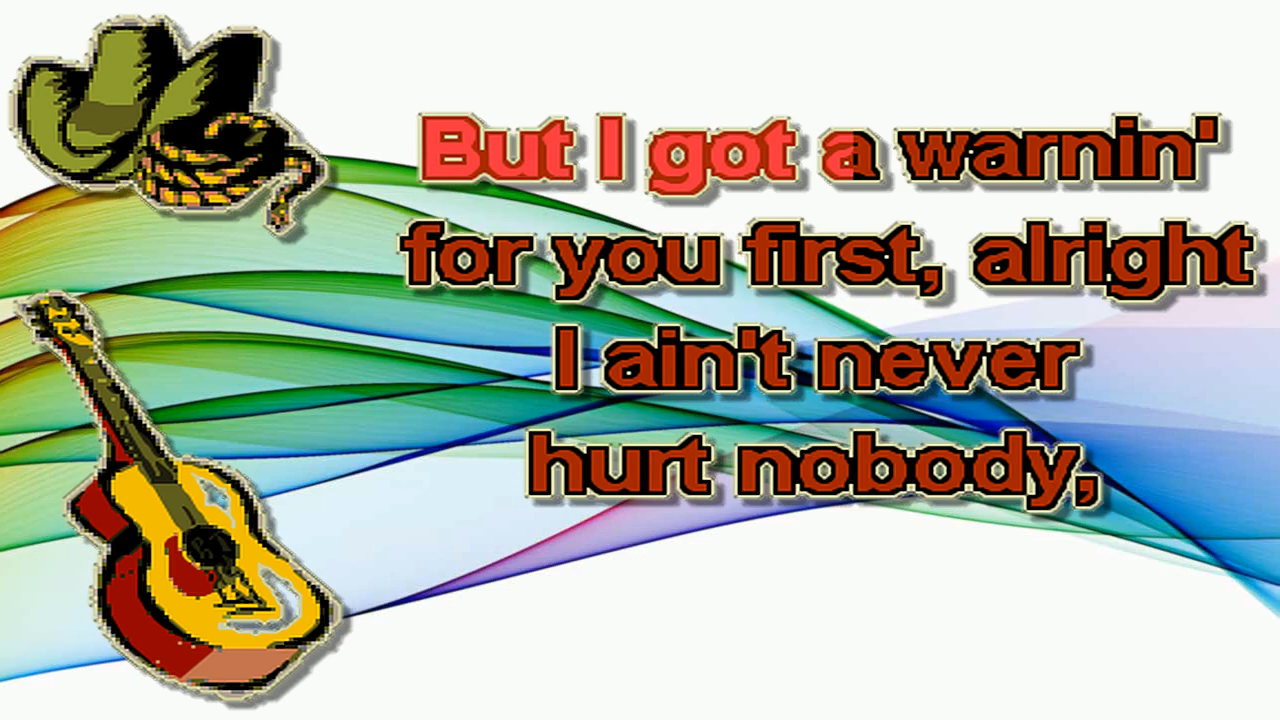 But I got a warnin'
for you first, alright
I ain't never
hurt nobody,